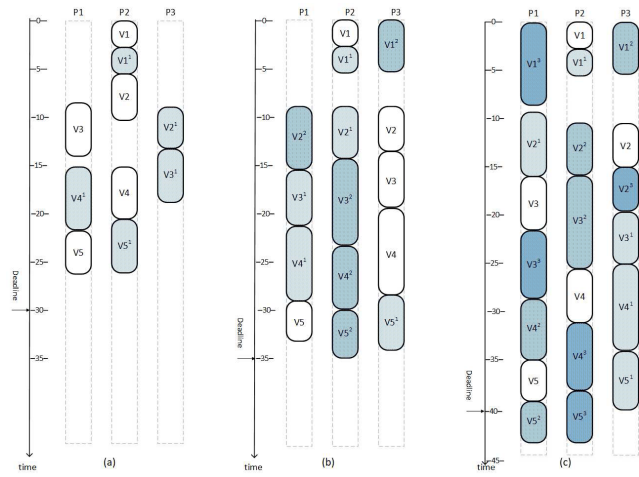 P1 P2 P3
0
V1
V1¹
5
V2
10
V3
V2¹
15
V3¹
V4¹
V4
20
V5
V5¹
25
Deadline
30
35
time
(a)
P2 P3
0
V1
V1²
V1¹
5
10
V2²
V2¹
V2
15
V3¹
V3²
V3
20
V4¹
V4²
V4
25
30
V5
V5²
V5¹
Deadline
35
time
(b)
P1 P2 P3
0
V1³
V1
V1²
V1¹
5
10
V2¹
V2²
V2
15
V2³
V3
V3²
V3¹
20
V3³
25
V4
V4¹
30
V4²
V4³
35
V5
V5¹
Deadline
40
V5²
V5³
45
time
(c)